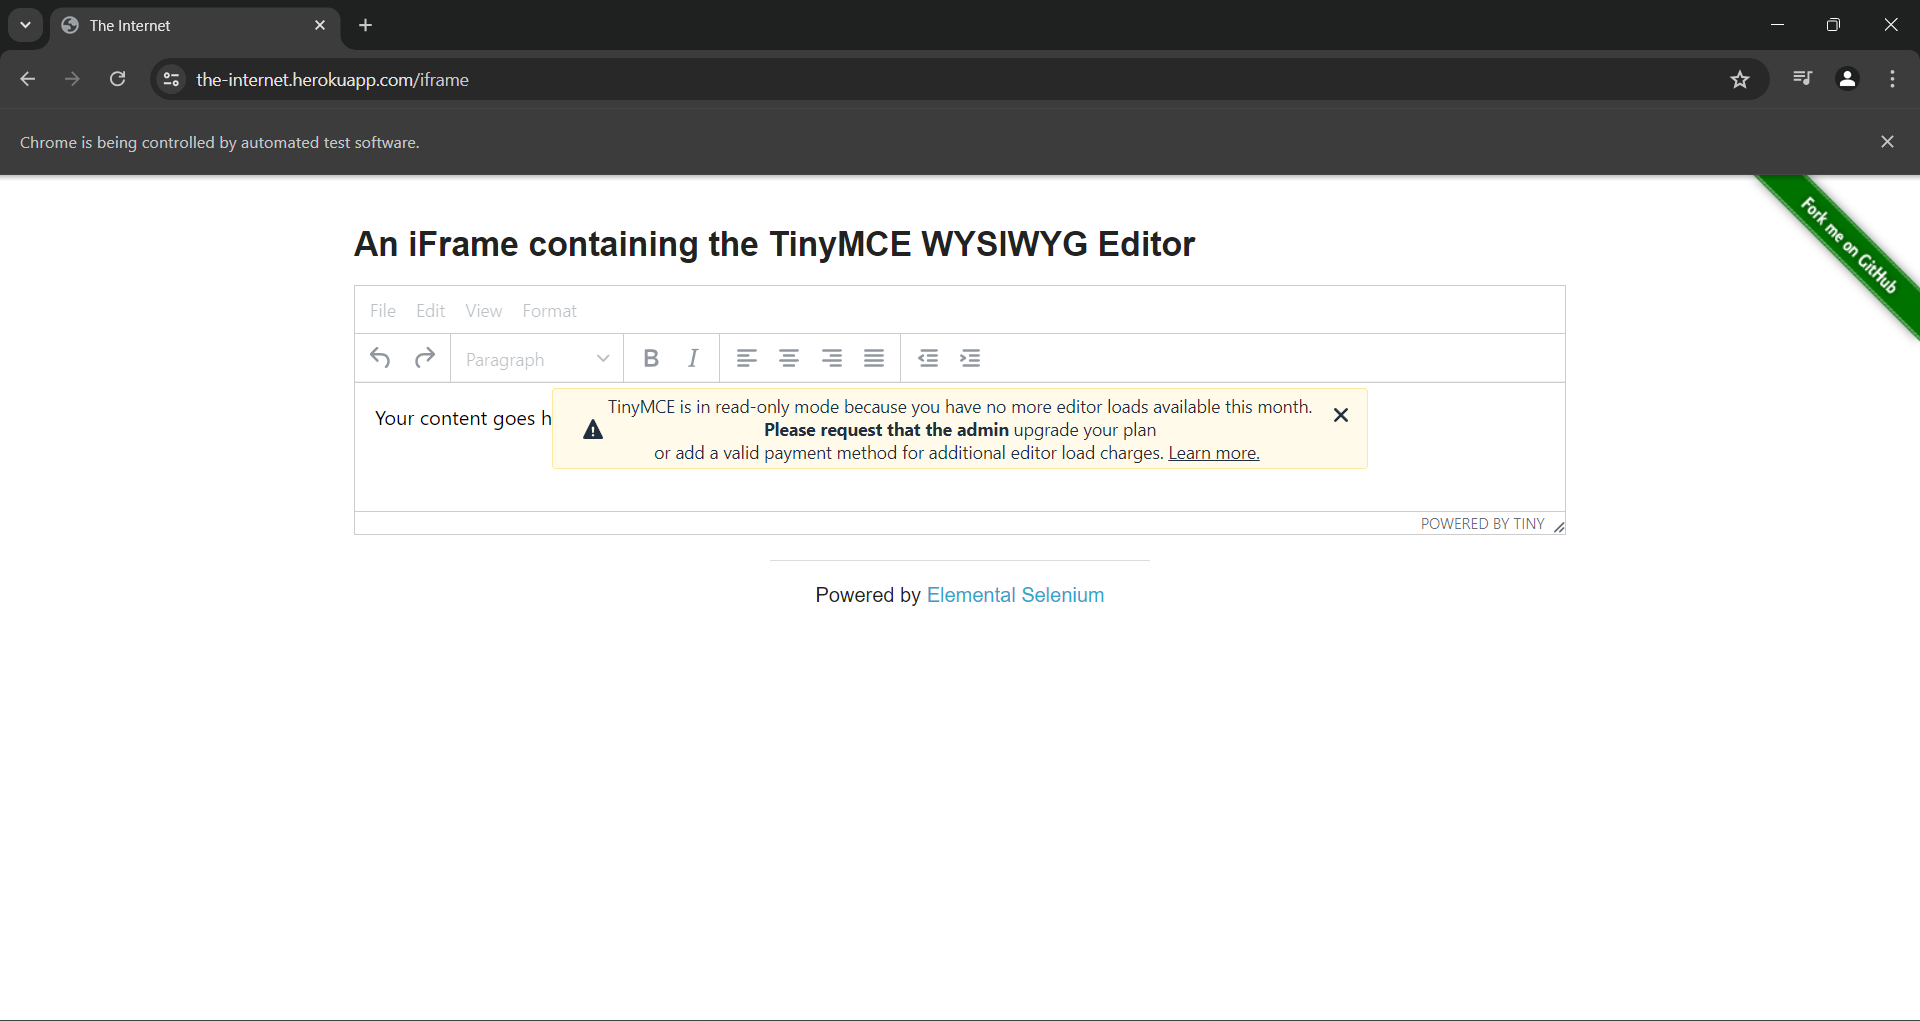 The Internet
the-internet.herokuapp.com/iframe
Chrome is being controlled by automated test software.
Fork me on GitHub
An iFrame containing the TinyMCE WYSIWYG Editor
File Edit View Format
Paragraph B I
Your content goes h
TinyMCE is in read-only mode because you have no more editor loads available this month.
Please request that the admin upgrade your plan
or add a valid payment method for additional editor load charges. Learn more.
POWERED BY TINY
Powered by Elemental Selenium